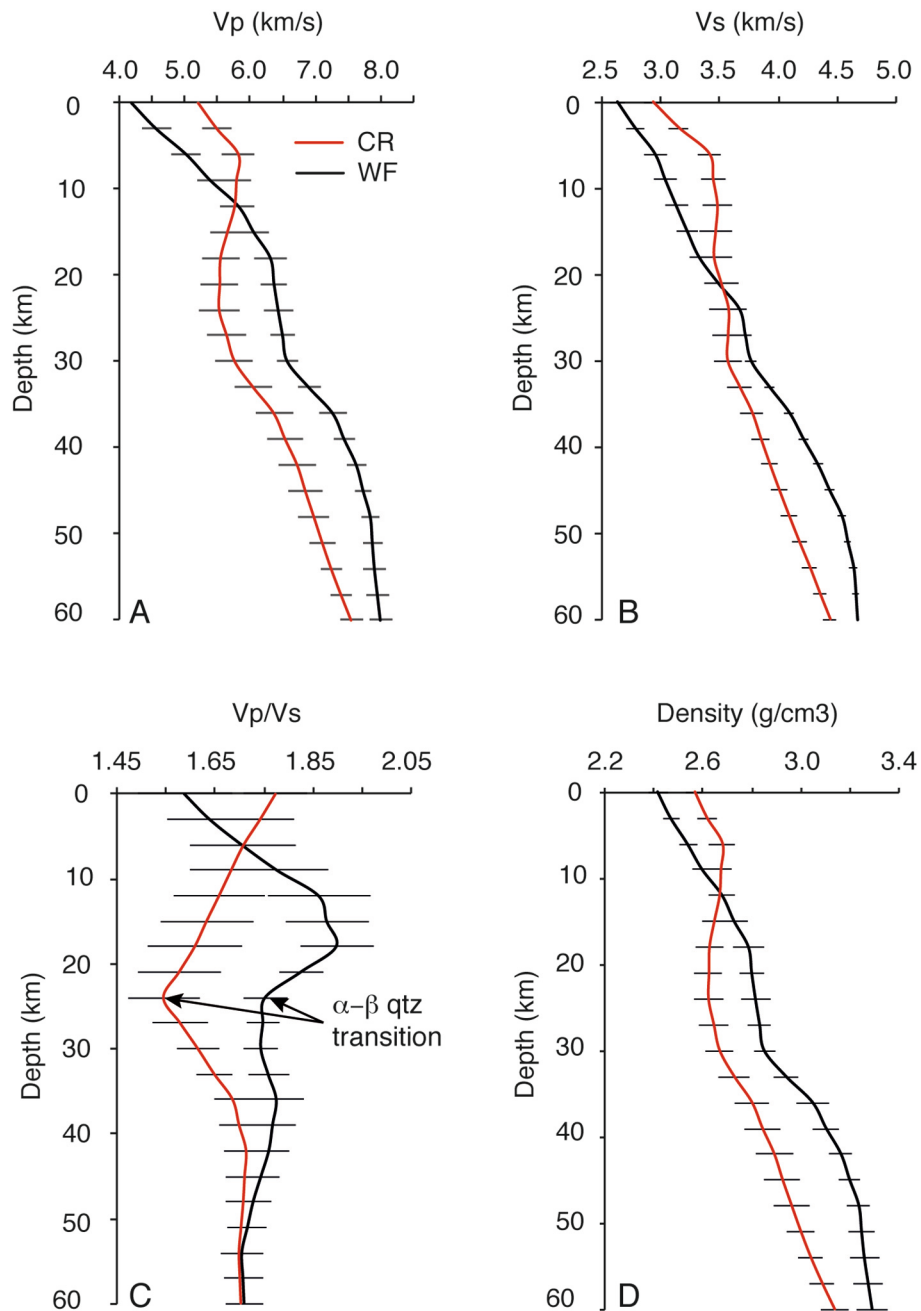 Vp (km/s)
4.0 5.0 6.0 7.0 8.0
0
10
20
30
40
50
60
Depth (km)
CR
WF
A
Vs (km/s)
2.5 3.0 3.5 4.0 4.5 5.0
0
10
20
30
40
50
60
Depth (km)
B
Vp/Vs
1.45 1.65 1.85 2.05
0
10
20
30
40
50
60
Depth (km)
α–β qtz
transition
C
Density (g/cm3)
2.2 2.6 3.0 3.4
0
10
20
30
40
50
60
Depth (km)
D